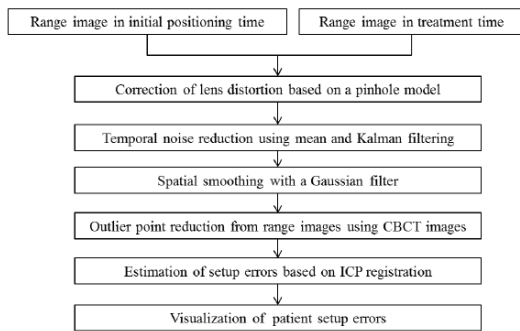 Range image in initial positioning time
Range image in treatment time
Correction of lens distortion based on a pinhole model
Temporal noise reduction using mean and Kalman filtering
Spatial smoothing with a Gaussian filter
Outlier point reduction from range images using CBCT images
Estimation of setup errors based on ICP registration
Visualization of patient setup errors